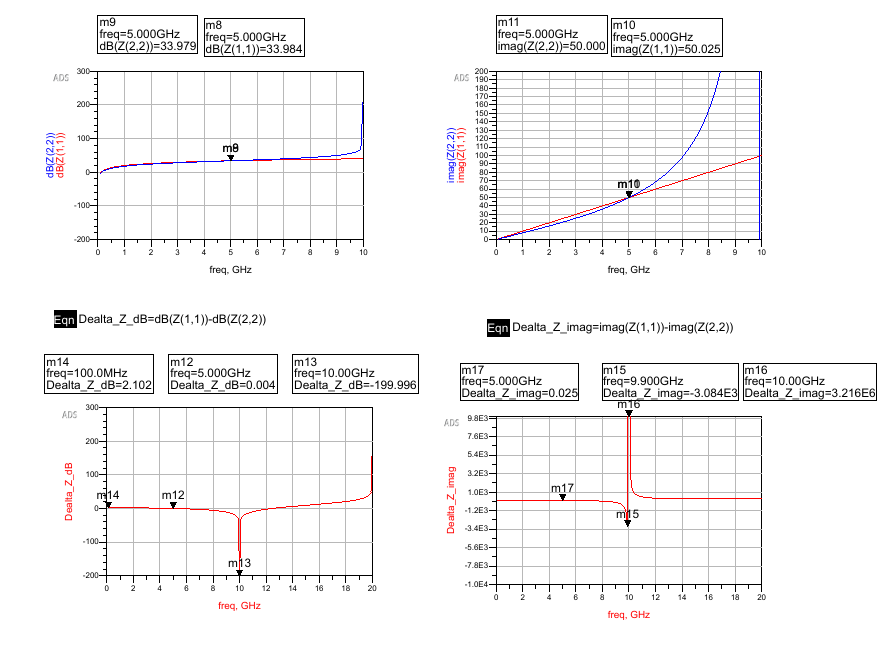 m9
freq=5.000GHz
dB(Z(2,2))=33.979
m8
freq=5.000GHz
dB(Z(1,1))=33.984
ADS
300
200
100
0
-100
-200
dB(Z(2,2))
dB(Z(1,1))
m9
0 1 2 3 4 5 6 7 8 9 10
freq, GHz
m11
freq=5.000GHz
imag(Z(2,2))=50.000
m10
freq=5.000GHz
imag(Z(1,1))=50.025
ADS
200
190
180
170
160
150
140
130
120
110
100
90
80
70
60
50
40
30
20
10
0
imag(Z(2,2))
imag(Z(1,1))
0 1 2 3 4 5 6 7 8 9 10
freq, GHz
Eqn Dealta_Z_dB=dB(Z(1,1))-dB(Z(2,2))
Eqn Dealta_Z_imag=imag(Z(1,1))-imag(Z(2,2))
m14
freq=100.0MHz
Dealta_Z_dB=2.102
m12
freq=5.000GHz
Dealta_Z_dB=0.004
m13
freq=10.00GHz
Dealta_Z_dB=-199.996
ADS
300
200
100
0
-100
-200
Dealta_Z_dB
m14
m12
m13
0 2 4 6 8 10 12 14 16 18 20
freq, GHz
m17
freq=5.000GHz
Dealta_Z_imag=0.025
m15
freq=9.900GHz
Dealta_Z_imag=-3.084E3
m16
freq=10.00GHz
Dealta_Z_imag=3.216E6
ADS
m16
9.8E3
7.6E3
5.4E3
3.2E3
1.0E3
-1.2E3
-3.4E3
-5.6E3
-7.8E3
-1.0E4
Dealta_Z_imag
m17
m15
0 2 4 6 8 10 12 14 16 18 20
freq, GHz